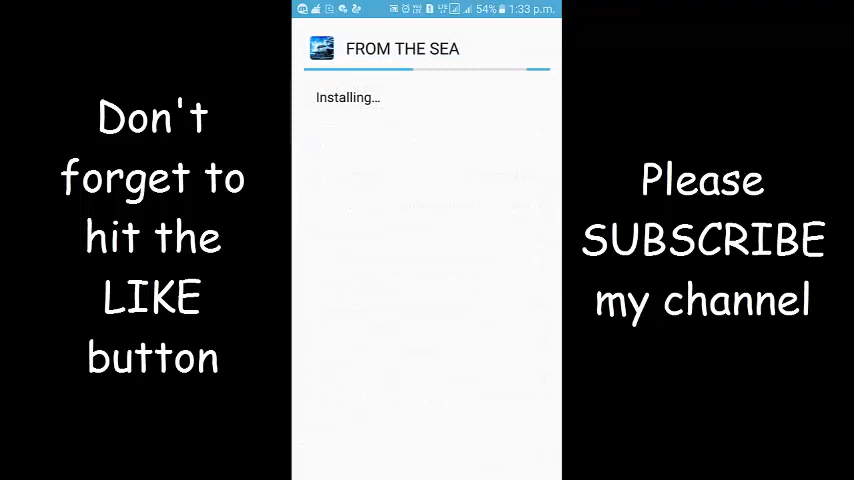 Don't
forget to
hit the
LIKE
button
54% 1:33 p.m.
FROM THE SEA
Installing...
Please
SUBSCRIBE
my channel